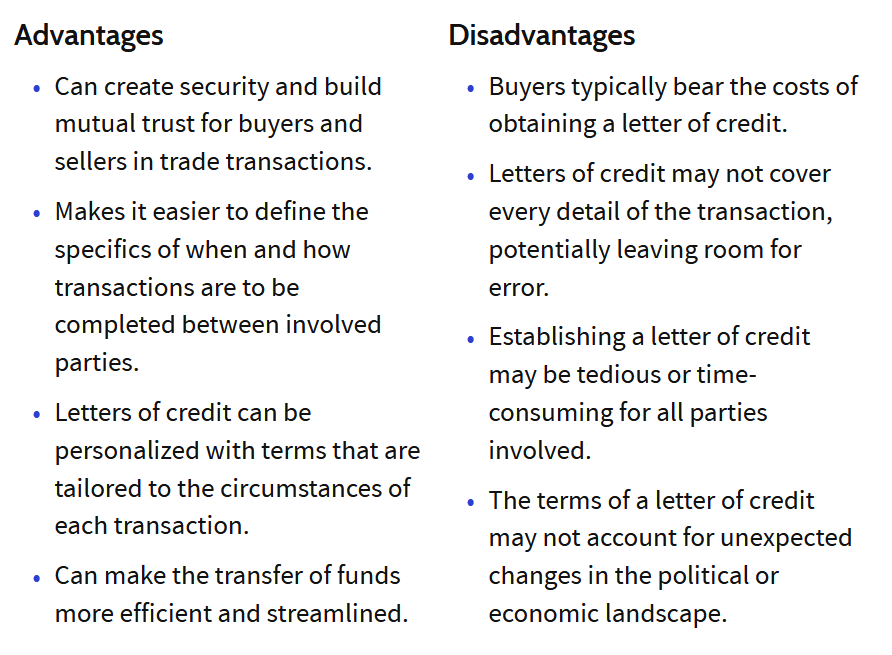 Advantages
• Can create security and build
mutual trust for buyers and
sellers in trade transactions.
• Makes it easier to define the
specifics of when and how
transactions are to be
completed between involved
parties.
• Letters of credit can be
personalized with terms that are
tailored to the circumstances of
each transaction.
• Can make the transfer of funds
more efficient and streamlined.
Disadvantages
• Buyers typically bear the costs of
obtaining a letter of credit.
• Letters of credit may not cover
every detail of the transaction,
potentially leaving room for
error.
• Establishing a letter of credit
may be tedious or time-
consuming for all parties
involved.
• The terms of a letter of credit
may not account for unexpected
changes in the political or
economic landscape.